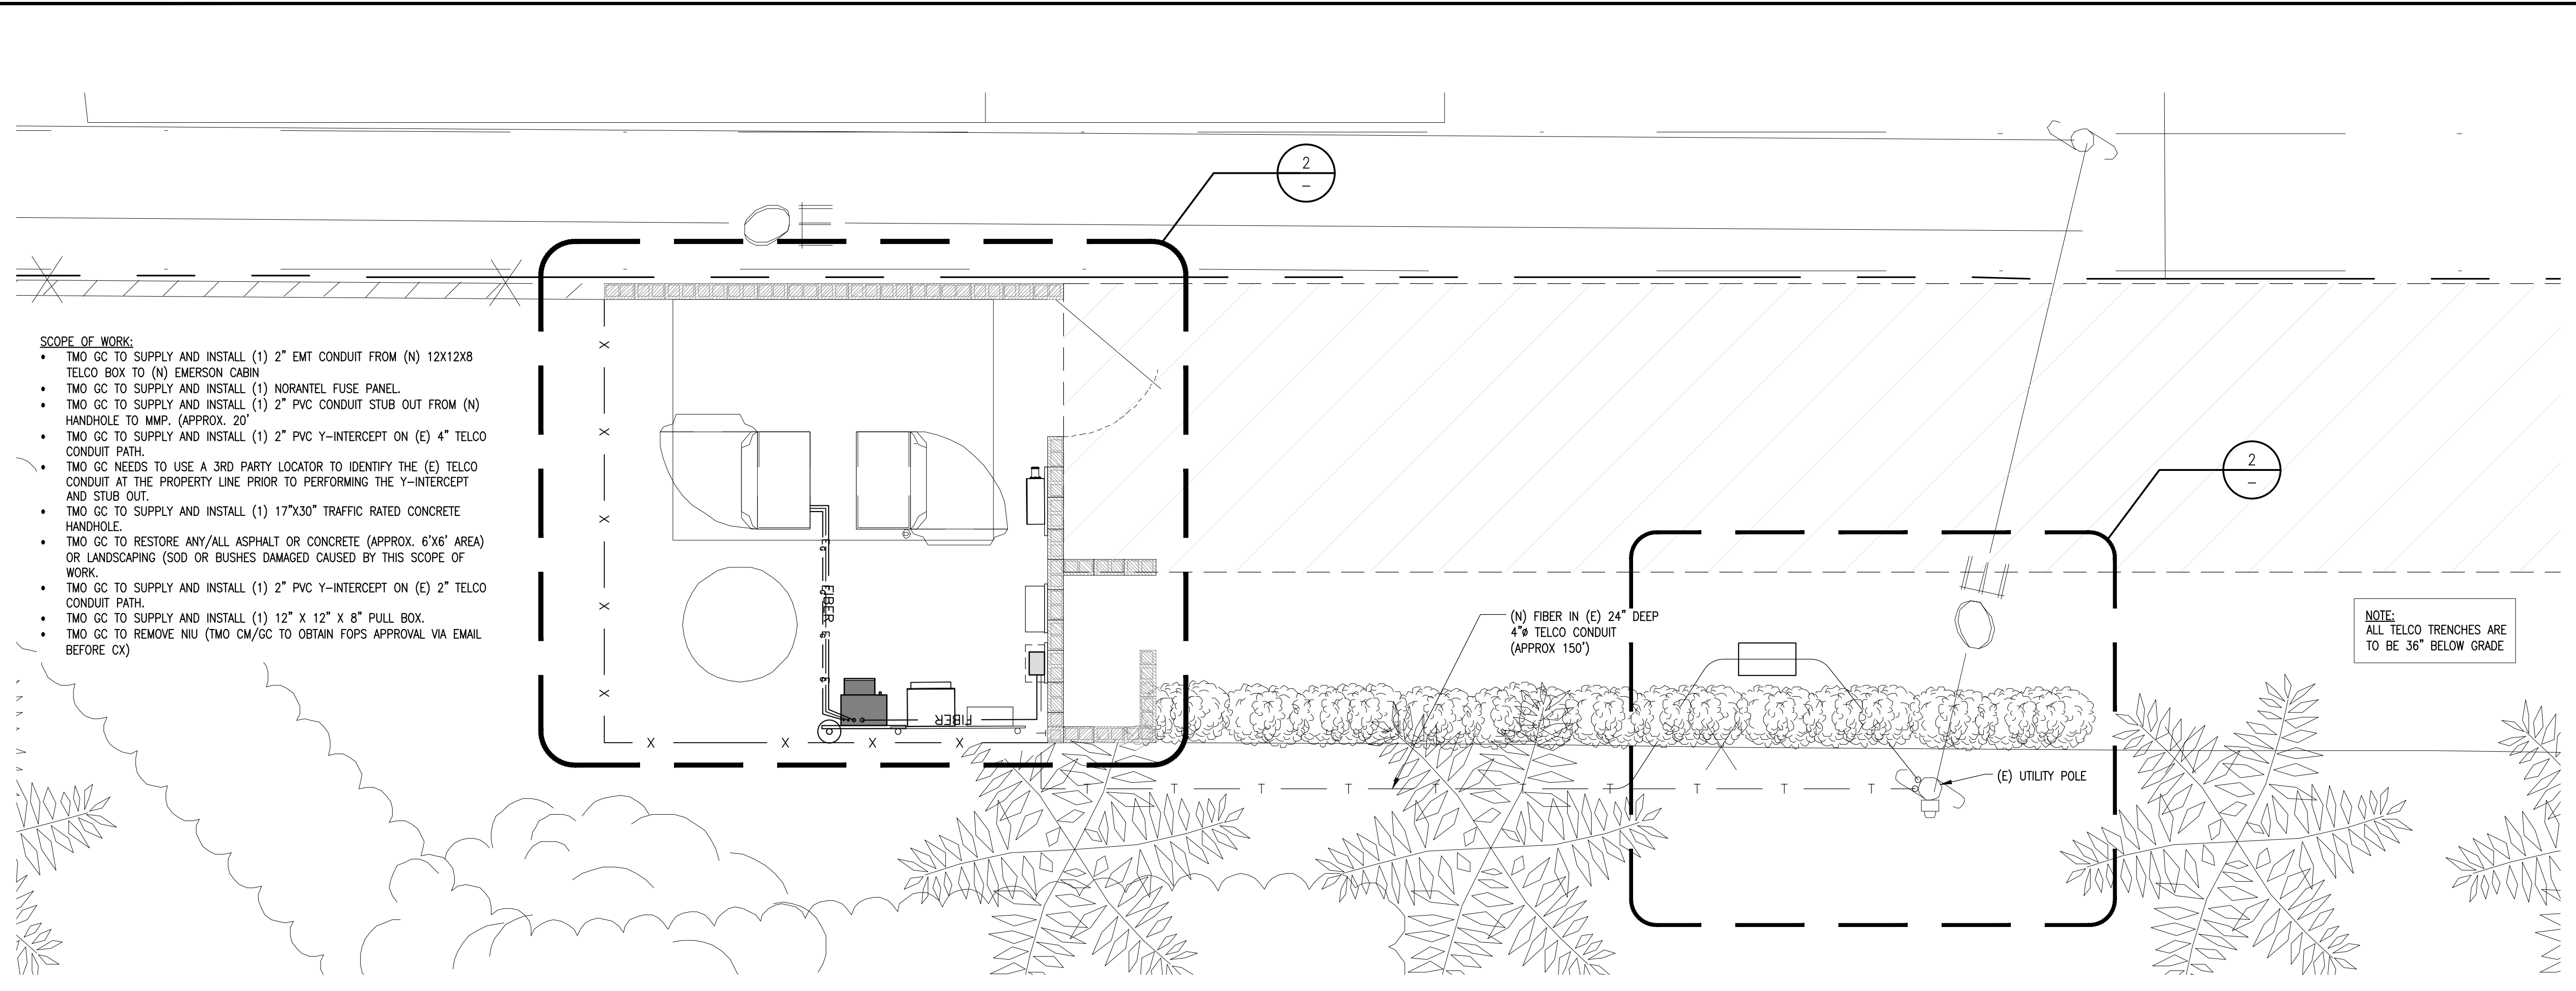 2
–
SCOPE OF WORK:
• TMO GC TO SUPPLY AND INSTALL (1) 2" EMT CONDUIT FROM (N) 12X12X8
TELCO BOX TO (N) EMERSON CABIN
• TMO GC TO SUPPLY AND INSTALL (1) NORANTEL FUSE PANEL.
• TMO GC TO SUPPLY AND INSTALL (1) 2" PVC CONDUIT STUB OUT FROM (N)
HANDHOLE TO MMP. (APPROX. 20'
• TMO GC TO SUPPLY AND INSTALL (1) 2" PVC Y-INTERCEPT ON (E) 4" TELCO
CONDUIT PATH.
• TMO GC NEEDS TO USE A 3RD PARTY LOCATOR TO IDENTIFY THE (E) TELCO
CONDUIT AT THE PROPERTY LINE PRIOR TO PERFORMING THE Y-INTERCEPT
AND STUB OUT.
• TMO GC TO SUPPLY AND INSTALL (1) 17"X30" TRAFFIC RATED CONCRETE
HANDHOLE.
• TMO GC TO RESTORE ANY/ALL ASPHALT OR CONCRETE (APPROX. 6'X6' AREA)
OR LANDSCAPING (SOD OR BUSHES DAMAGED CAUSED BY THIS SCOPE OF
WORK.
• TMO GC TO SUPPLY AND INSTALL (1) 2" PVC Y-INTERCEPT ON (E) 2" TELCO
CONDUIT PATH.
• TMO GC TO SUPPLY AND INSTALL (1) 12" X 12" X 8" PULL BOX.
• TMO GC TO REMOVE NIU (TMO CM/GC TO OBTAIN FOPS APPROVAL VIA EMAIL
BEFORE CX)
X
X
X
X
X
FIBER
FIBER
X X X X
2
–
(N) FIBER IN (E) 24" DEEP
4"ø TELCO CONDUIT
(APPROX 150')
NOTE:
ALL TELCO TRENCHES ARE
TO BE 36" BELOW GRADE
(E) UTILITY POLE
T T T T T T T T T T